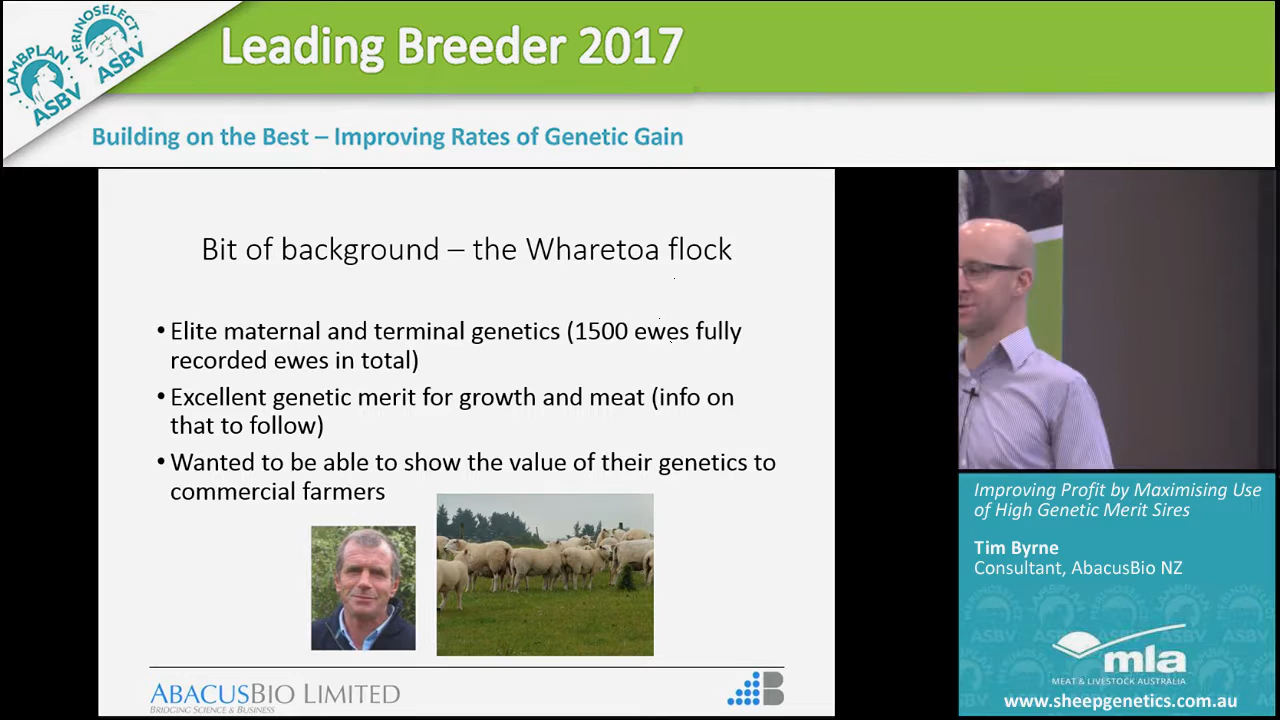 LAMBPLAN
ASBV
MERINOSELECT
ASBV
Leading Breeder 2017
Building on the Best – Improving Rates of Genetic Gain
Bit of background – the Wharetoa flock
• Elite maternal and terminal genetics (1500 ewes fully
recorded ewes in total)
• Excellent genetic merit for growth and meat (info on
that to follow)
• Wanted to be able to show the value of their genetics to
commercial farmers
ABACUSBIO LIMITED
BRIDGING SCIENCE & BUSINESS
B
Improving Profit by Maximising Use
of High Genetic Merit Sires
Tim Byrne
Consultant, AbacusBio NZ
mla
MEAT & LIVESTOCK AUSTRALIA
www.sheepgenetics.com.au